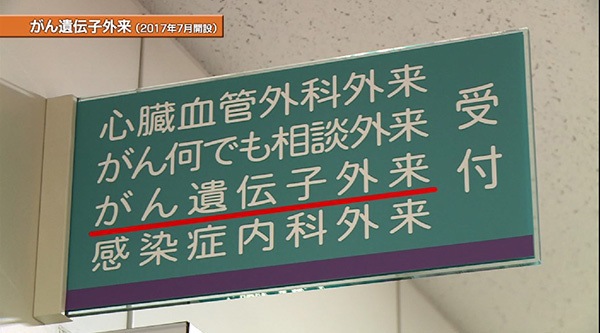 がん遺伝子外来（2017年7月開設）
心臓血管外科外来
がん何でも相談外来
がん遺伝子外来
感染症内科外来
受付